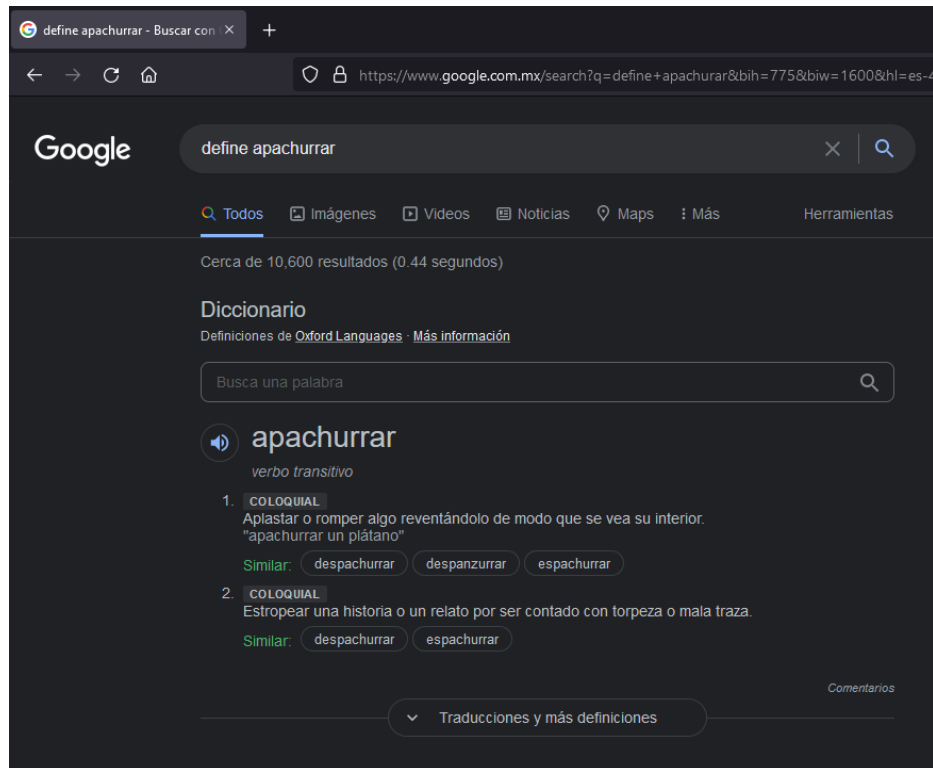 define apachurrar - Buscar con
https://www.google.com.mx/search?q=define+apachurar&bih=775&biw=1600&hl=es-4
Google
define apachurrar
Todos Imágenes Videos Noticias Maps Más Herramientas
Cerca de 10,600 resultados (0.44 segundos)
Diccionario
Definiciones de Oxford Languages · Más información
Busca una palabra
apachurrar
verbo transitivo
1. COLOQUIAL
Aplastar o romper algo reventándolo de modo que se vea su interior.
"apachurrar un plátano"
Similar: despachurrar despanzurrar espachurrar
2. COLOQUIAL
Estropear una historia o un relato por ser contado con torpeza o mala traza.
Similar: despachurrar espachurrar
Comentarios
Traducciones y más definiciones